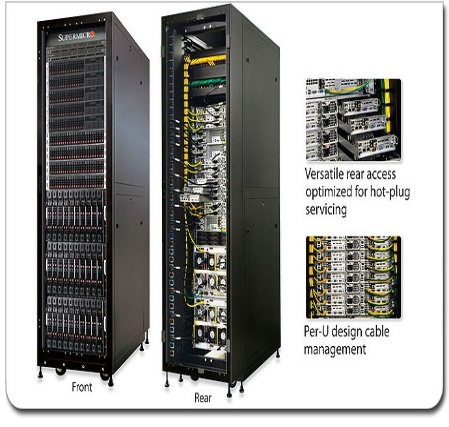 SUPERMICRO
Versatile rear access
optimized for hot-plug
servicing
Per-U design cable
management
Front
Rear